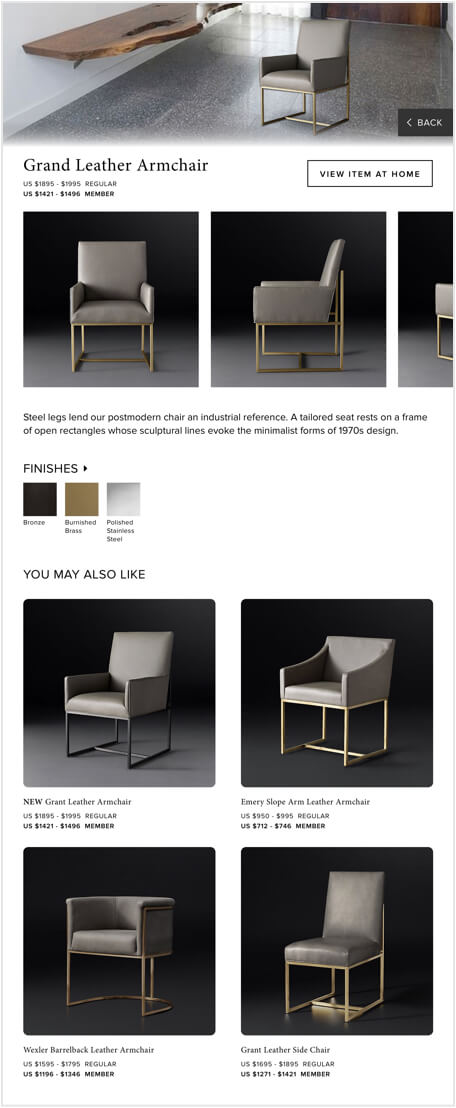 BACK
Grand Leather Armchair
US $1895 - $1995 REGULAR
US $1421 - $1496 MEMBER
VIEW ITEM AT HOME
Steel legs lend our postmodern chair an industrial reference. A tailored seat rests on a frame
of open rectangles whose sculptural lines evoke the minimalist forms of 1970s design.
FINISHES
Bronze
Burnished
Brass
Polished
Stainless
Steel
YOU MAY ALSO LIKE
NEW Grant Leather Armchair
US $1895 - $1995 REGULAR
US $1421 - $1496 MEMBER
Emery Slope Arm Leather Armchair
US $950 - $995 REGULAR
US $712 - $746 MEMBER
Wexler Barrelback Leather Armchair
US $1595 - $1795 REGULAR
US $1196 - $1346 MEMBER
Grant Leather Side Chair
US $1695 - $1895 REGULAR
US $1271 - $1421 MEMBER